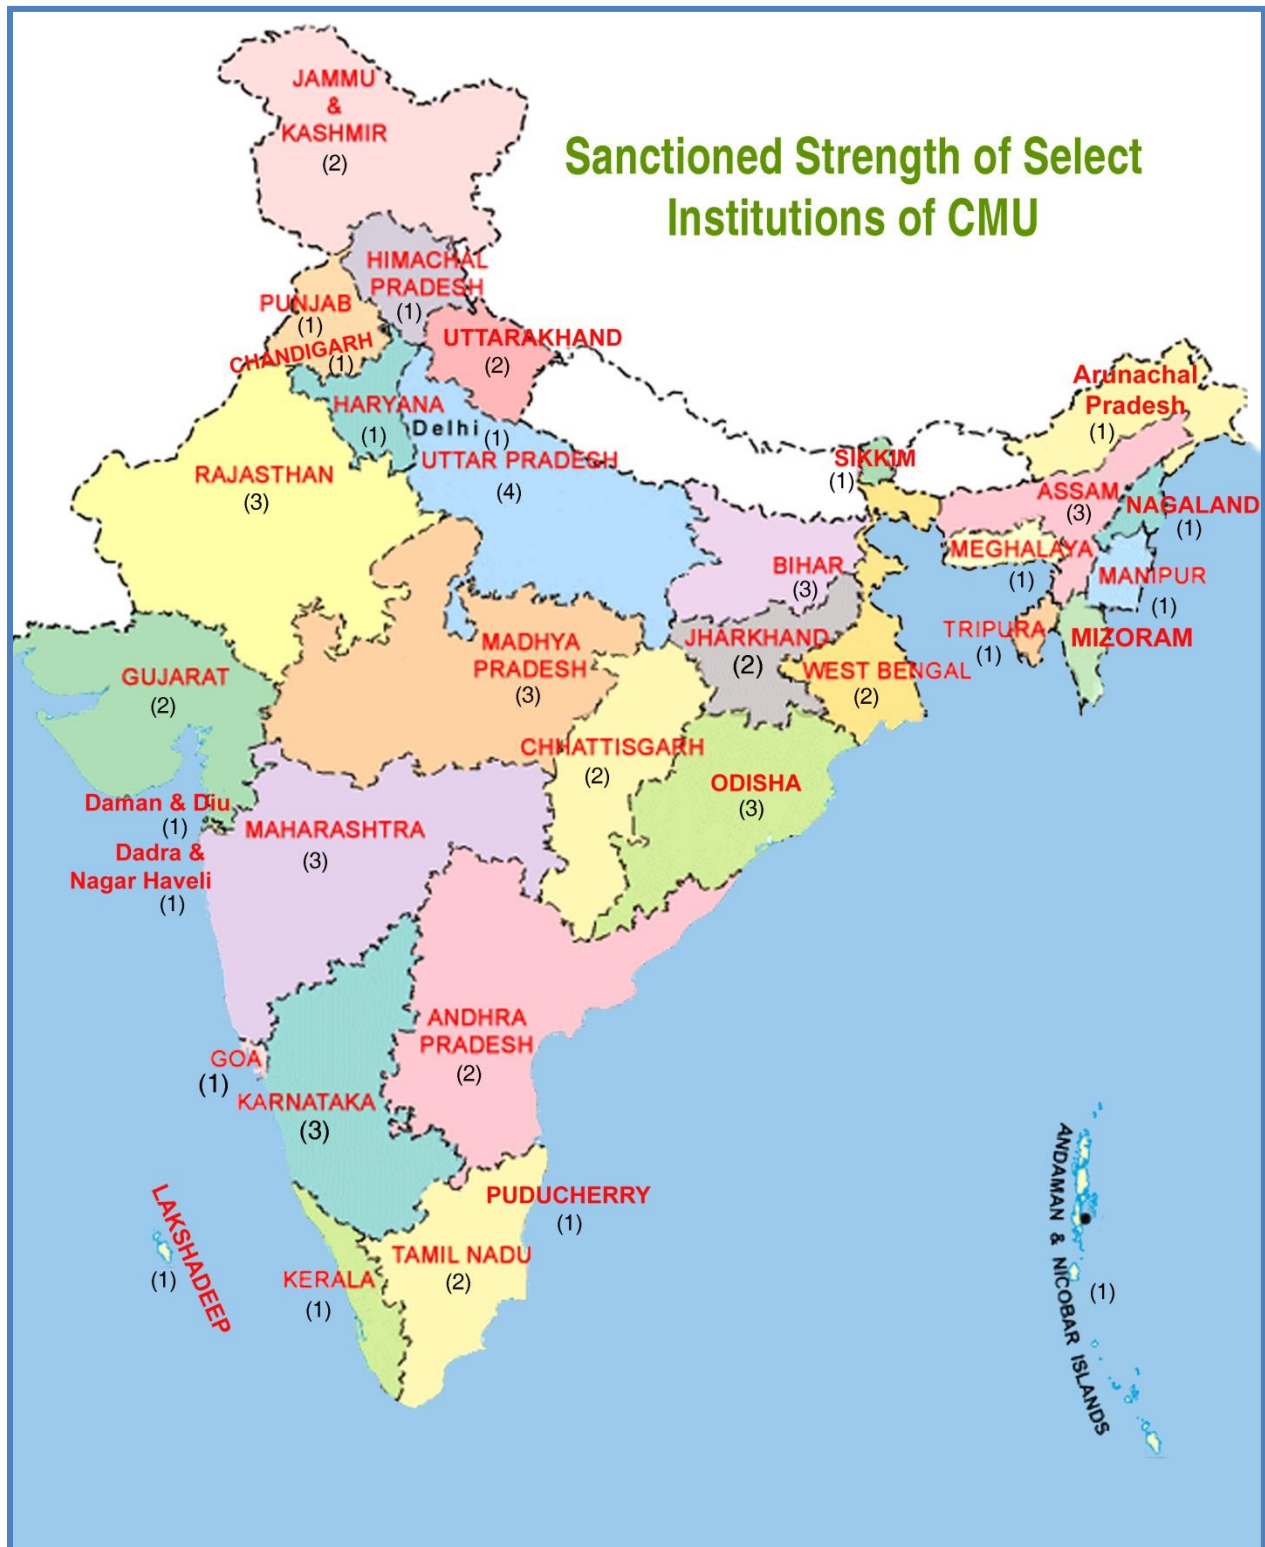 JAMMU
&
KASHMIR
(2)
Sanctioned Strength of Select
Institutions of CMU
HIMACHAL
PRADESH
(1)
PUNJAB
(1)
CHANDIGARH
(1)
UTTARAKHAND
(2)
HARYANA
(1)
Delhi (1)
UTTAR PRADESH
(4)
RAJASTHAN
(3)
Arunachal
Pradesh
(1)
SIKKIM
(1)
ASSAM
(3)
NAGALAND
(1)
MEGHALAYA
(1)
MANIPUR
(1)
BIHAR
(3)
TRIPURA
(1)
MIZORAM
JHARKHAND
(2)
WEST BENGAL
(2)
MADHYA
PRADESH
(3)
GUJARAT
(2)
CHHATTISGARH
(2)
ODISHA
(3)
Daman & Diu
(1)
Dadra &
Nagar Haveli
(1)
MAHARASHTRA
(3)
ANDHRA
PRADESH
(2)
GOA
(1)
KARNATAKA
(3)
PUDUCHERRY
(1)
TAMIL NADU
(2)
KERALA
(1)
LAKSHADEEP
(1)
ANDAMAN & NICOBAR ISLANDS
(1)